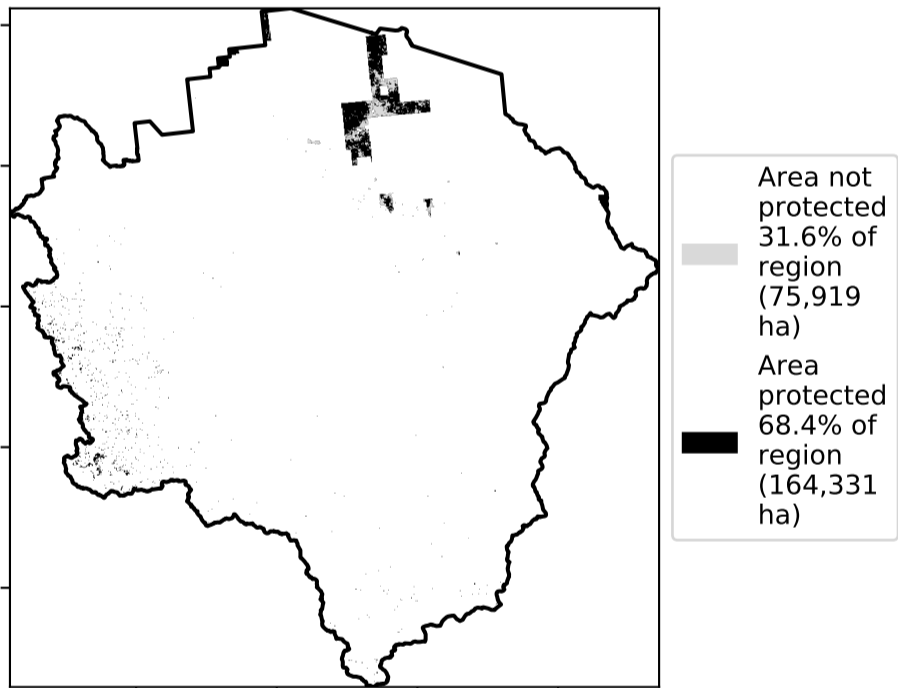 Area not
protected
31.6% of
region
(75,919
ha)
Area
protected
68.4% of
region
(164,331
ha)